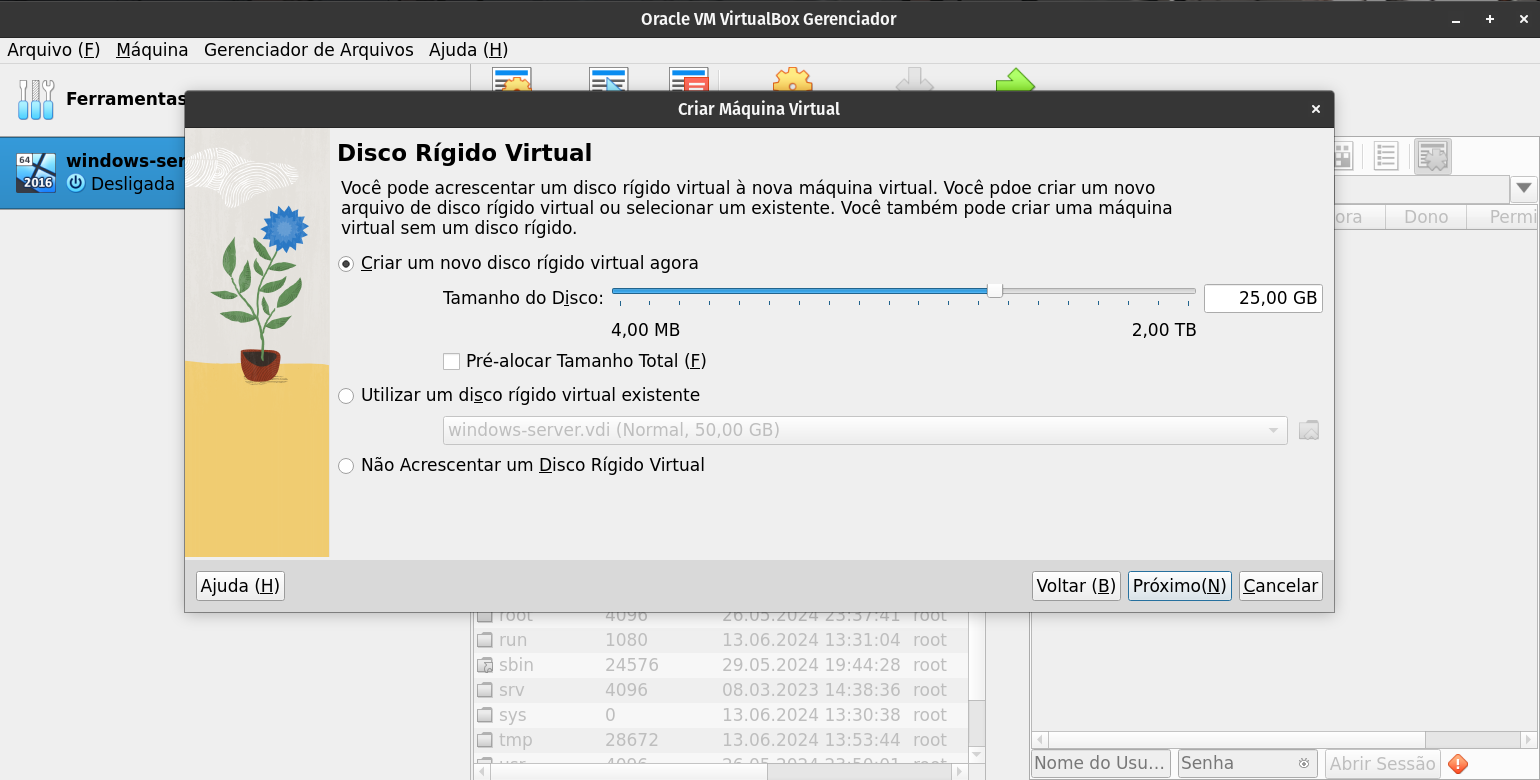 Oracle VM VirtualBox Gerenciador
Arquivo (F) Máquina Gerenciador de Arquivos Ajuda (H)
Ferramentas
64
2016
windows-ser
Desligada
Criar Máquina Virtual
Disco Rígido Virtual
Você pode acrescentar um disco rígido virtual à nova máquina virtual. Você pdoe criar um novo
arquivo de disco rígido virtual ou selecionar um existente. Você também pode criar uma máquina
virtual sem um disco rígido.
Criar um novo disco rígido virtual agora
Tamanho do Disco: 25,00 GB
4,00 MB 2,00 TB
Pré-alocar Tamanho Total (F)
Utilizar um disco rígido virtual existente
windows-server.vdi (Normal, 50,00 GB)
Não Acrescentar um Disco Rígido Virtual
Ajuda (H) Voltar (B) Próximo(N) Cancelar
ora Dono Permi
root 4096 26.05.2024 23:37:41 root
run 1080 13.06.2024 13:31:04 root
sbin 24576 29.05.2024 19:44:28 root
srv 4096 08.03.2023 14:38:36 root
sys 0 13.06.2024 13:30:38 root
tmp 28672 13.06.2024 13:53:44 root
Nome do Usu... Senha Abrir Sessão